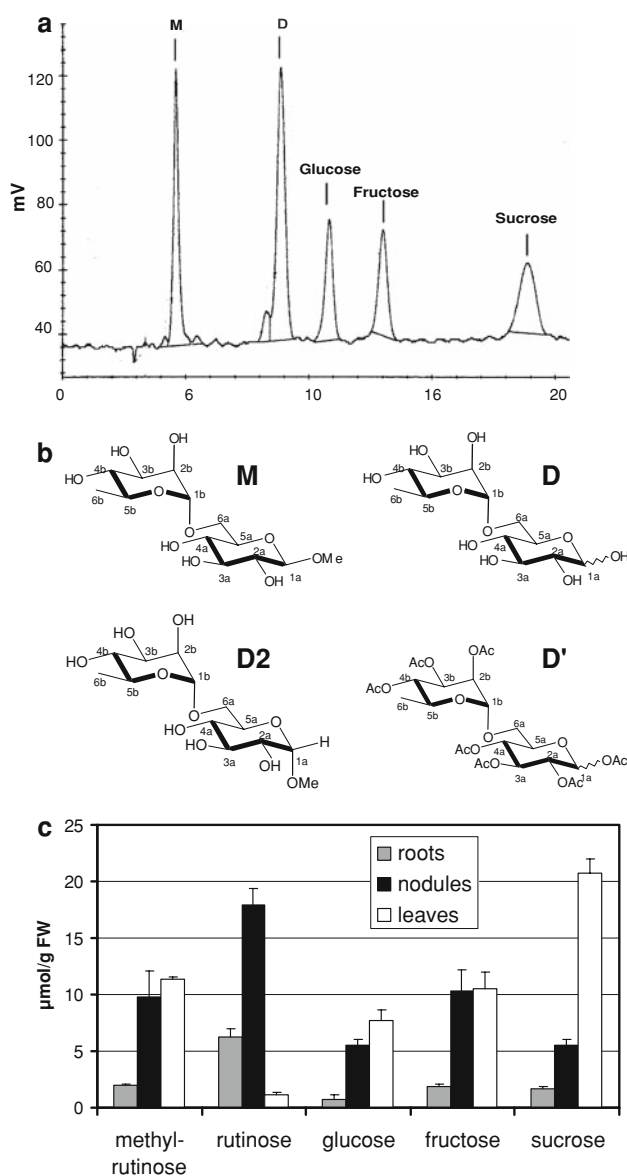 a
M
D
120
100
80
60
40
mV
Glucose
Fructose
Sucrose
0
6
10
16
20
b
M
HO
OH
HO
4b
3b
2b
6b
5b
O
1b
O
6a
5a
O
HO
4a
HO
2a
OMe
3a
OH
1a
D
HO
OH
HO
4b
3b
2b
6b
5b
O
1b
O
6a
5a
O
HO
4a
HO
2a
OH
3a
OH
1a
D2
HO
OH
HO
4b
3b
2b
6b
5b
O
1b
O
6a
5a
O
HO
4a
HO
2a
H
3a
OH
1a
OMe
D'
AcO
OAc
AcO
4b
3b
2b
6b
5b
O
1b
O
6a
5a
O
AcO
4a
AcO
2a
OAc
3a
OAc
1a
c
25
20
15
10
5
0
µmol/g FW
roots
nodules
leaves
methyl-
rutinose
rutinose
glucose
fructose
sucrose